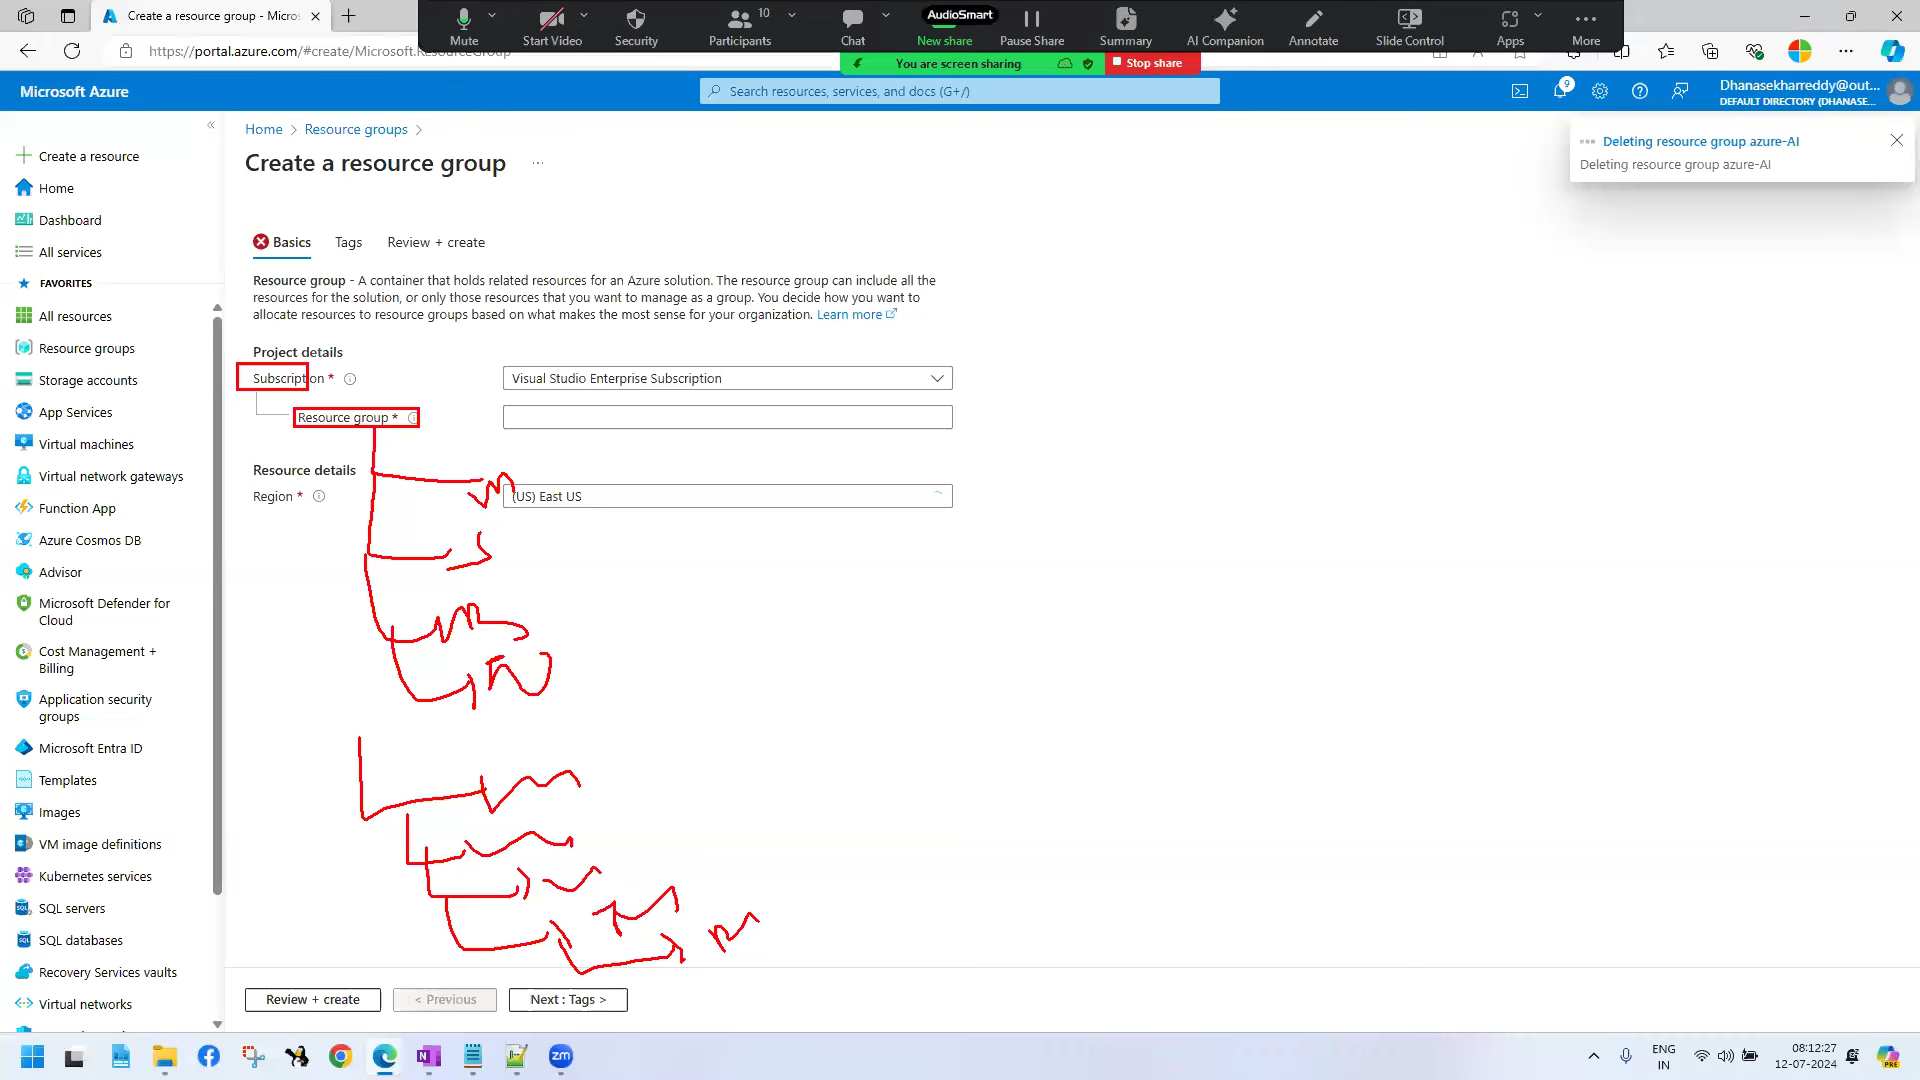 Create a resource group - Micros
Mute
Start Video
Security
Participants
10
Chat
AudioSmart
New share
Pause Share
Summary
AI Companion
Annotate
Slide Control
Apps
More
https://portal.azure.com/#create/Microsoft.ResourceGroup
You are screen sharing
Stop share
Microsoft Azure
Search resources, services, and docs (G+/)
9
Dhanasekharreddy@out...
DEFAULT DIRECTORY (DHANASE...
Home
Resource groups
Create a resource group
Deleting resource group azure-AI
Deleting resource group azure-AI
Create a resource
Home
Dashboard
All services
FAVORITES
All resources
Resource groups
Storage accounts
App Services
Virtual machines
Virtual network gateways
Function App
Azure Cosmos DB
Advisor
Microsoft Defender for
Cloud
Cost Management +
Billing
Application security
groups
Microsoft Entra ID
Templates
Images
VM image definitions
Kubernetes services
SQL servers
SQL databases
Recovery Services vaults
Virtual networks
Basics
Tags
Review + create
Resource group - A container that holds related resources for an Azure solution. The resource group can include all the
resources for the solution, or only those resources that you want to manage as a group. You decide how you want to
allocate resources to resource groups based on what makes the most sense for your organization. Learn more
Project details
Subscription *
Visual Studio Enterprise Subscription
Resource group *
Resource details
Region *
(US) East US
Review + create
< Previous
Next : Tags >
zm
ENG
IN
08:12:27
12-07-2024
PRE